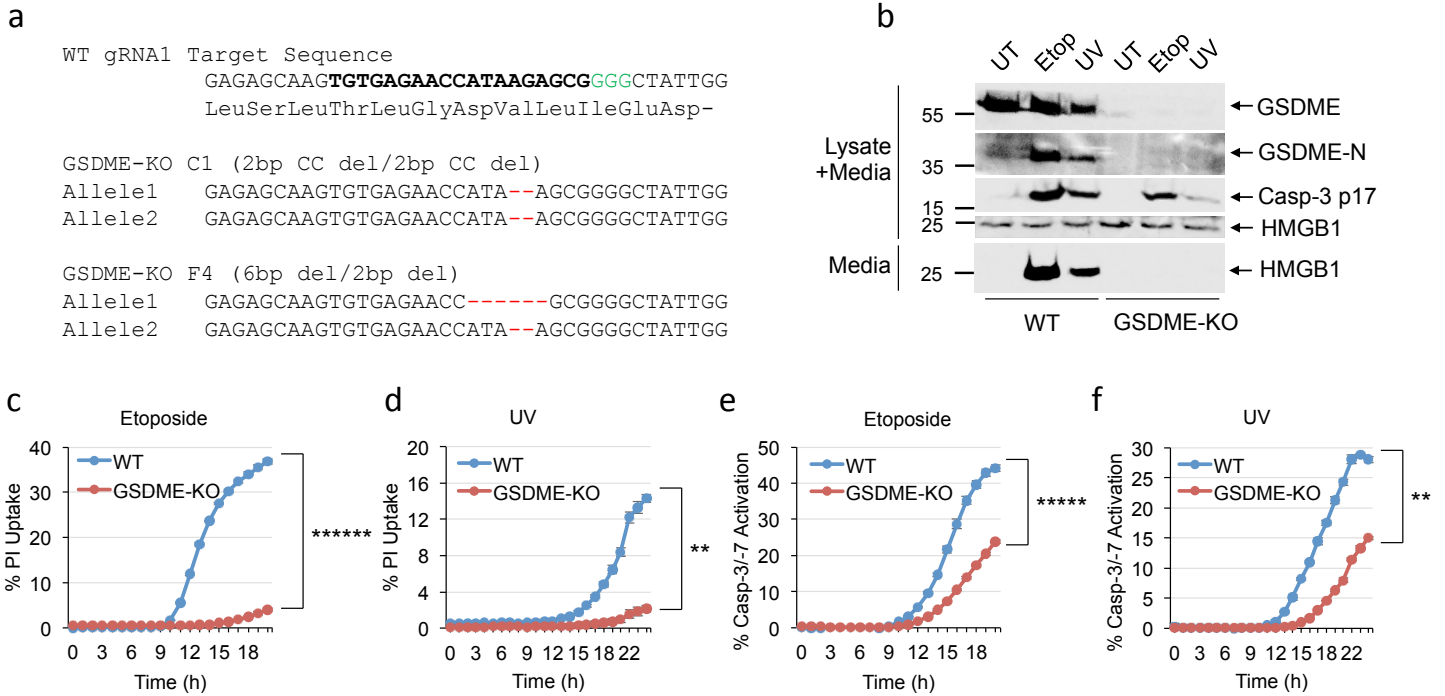 a
WT gRNA1 Target Sequence
GAGAGCAAGTGTGAGAACCATAAGAGCGGGGCTATTGG
LeuSerLeuThrLeuGlyAspValLeuIleGluAsp-
GSDME-KO C1 (2bp CC del/2bp CC del)
Allele1 GAGAGCAAGTGTGAGAACCATA--AGCGGGGCTATTGG
Allele2 GAGAGCAAGTGTGAGAACCATA--AGCGGGGCTATTGG
GSDME-KO F4 (6bp del/2bp del)
Allele1 GAGAGCAAGTGTGAGAACC------GCGGGGCTATTGG
Allele2 GAGAGCAAGTGTGAGAACCATA--AGCGGGGCTATTGG
b
UT Etop UV UT Etop UV
Lysate
+Media
55 GSDME
35 GSDME-N
15 Casp-3 p17
25 HMGB1
Media 25 HMGB1
WT GSDME-KO
c
Etoposide
% PI Uptake
40
30
20
10
0
WT
GSDME-KO
******
0 3 6 9 12 15 18
Time (h)
d
UV
% PI Uptake
20
16
12
8
4
0
WT
GSDME-KO
**
0 3 6 9 12 15 18 22
Time (h)
e
Etoposide
% Casp-3/-7 Activation
50
40
30
20
10
0
WT
GSDME-KO
*****
0 3 6 9 12 15 18
Time (h)
f
UV
% Casp-3/-7 Activation
30
25
20
15
10
5
0
WT
GSDME-KO
**
0 3 6 9 12 15 18 22
Time (h)